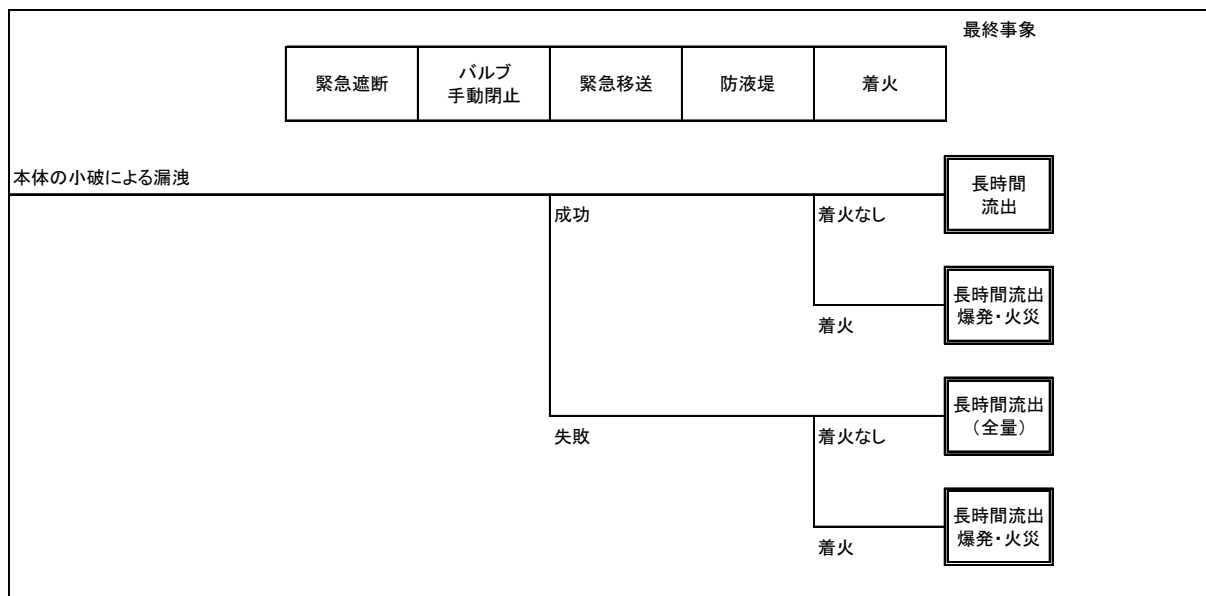 最終事象
緊急遮断
バルブ
手動閉止
緊急移送
防液堤
着火
本体の小破による漏洩
長時間
流出
成功
着火なし
長時間流出
爆発・火災
着火
長時間流出
(全量)
失敗
着火なし
長時間流出
爆発・火災
着火